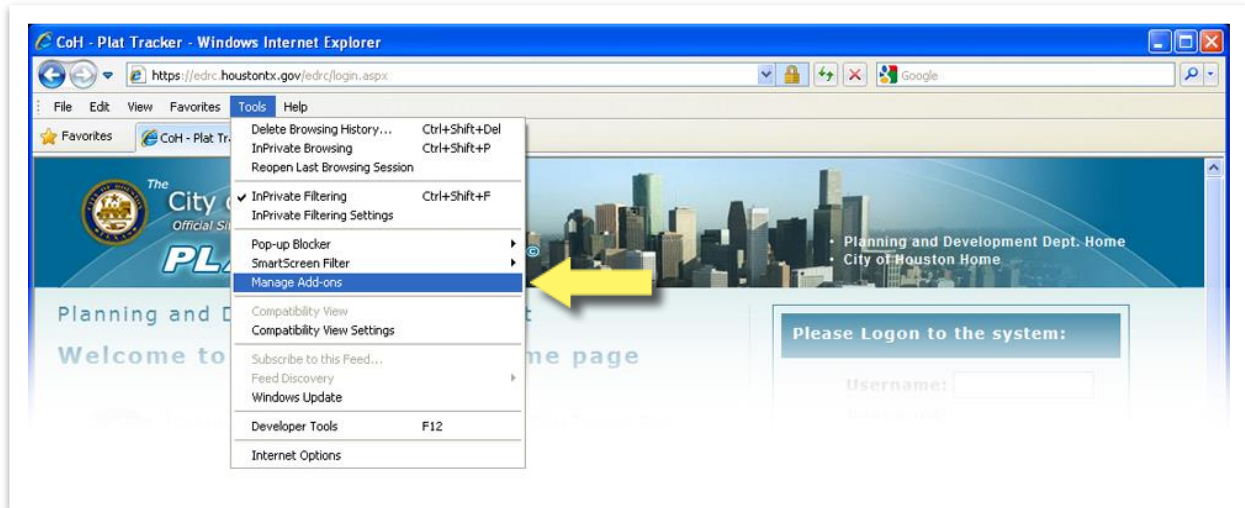 CoH - Plat Tracker - Windows Internet Explorer
https://edrc.houstontx.gov/edrc/login.aspx
Google
File Edit View Favorites Tools Help
Favorites
CoH - Plat Tr
Delete Browsing History... Ctrl+Shift+Del
InPrivate Browsing Ctrl+Shift+P
Reopen Last Browsing Session
InPrivate Filtering Ctrl+Shift+F
InPrivate Filtering Settings
Pop-up Blocker
SmartScreen Filter
Manage Add-ons
Compatibility View
Compatibility View Settings
Subscribe to this Feed...
Feed Discovery
Windows Update
Developer Tools F12
Internet Options
The
City
Official
PL
©
• Planning and Development Dept. Home
• City of Houston Home
Planning and
Welcome to me page
Please Logon to the system:
Username: